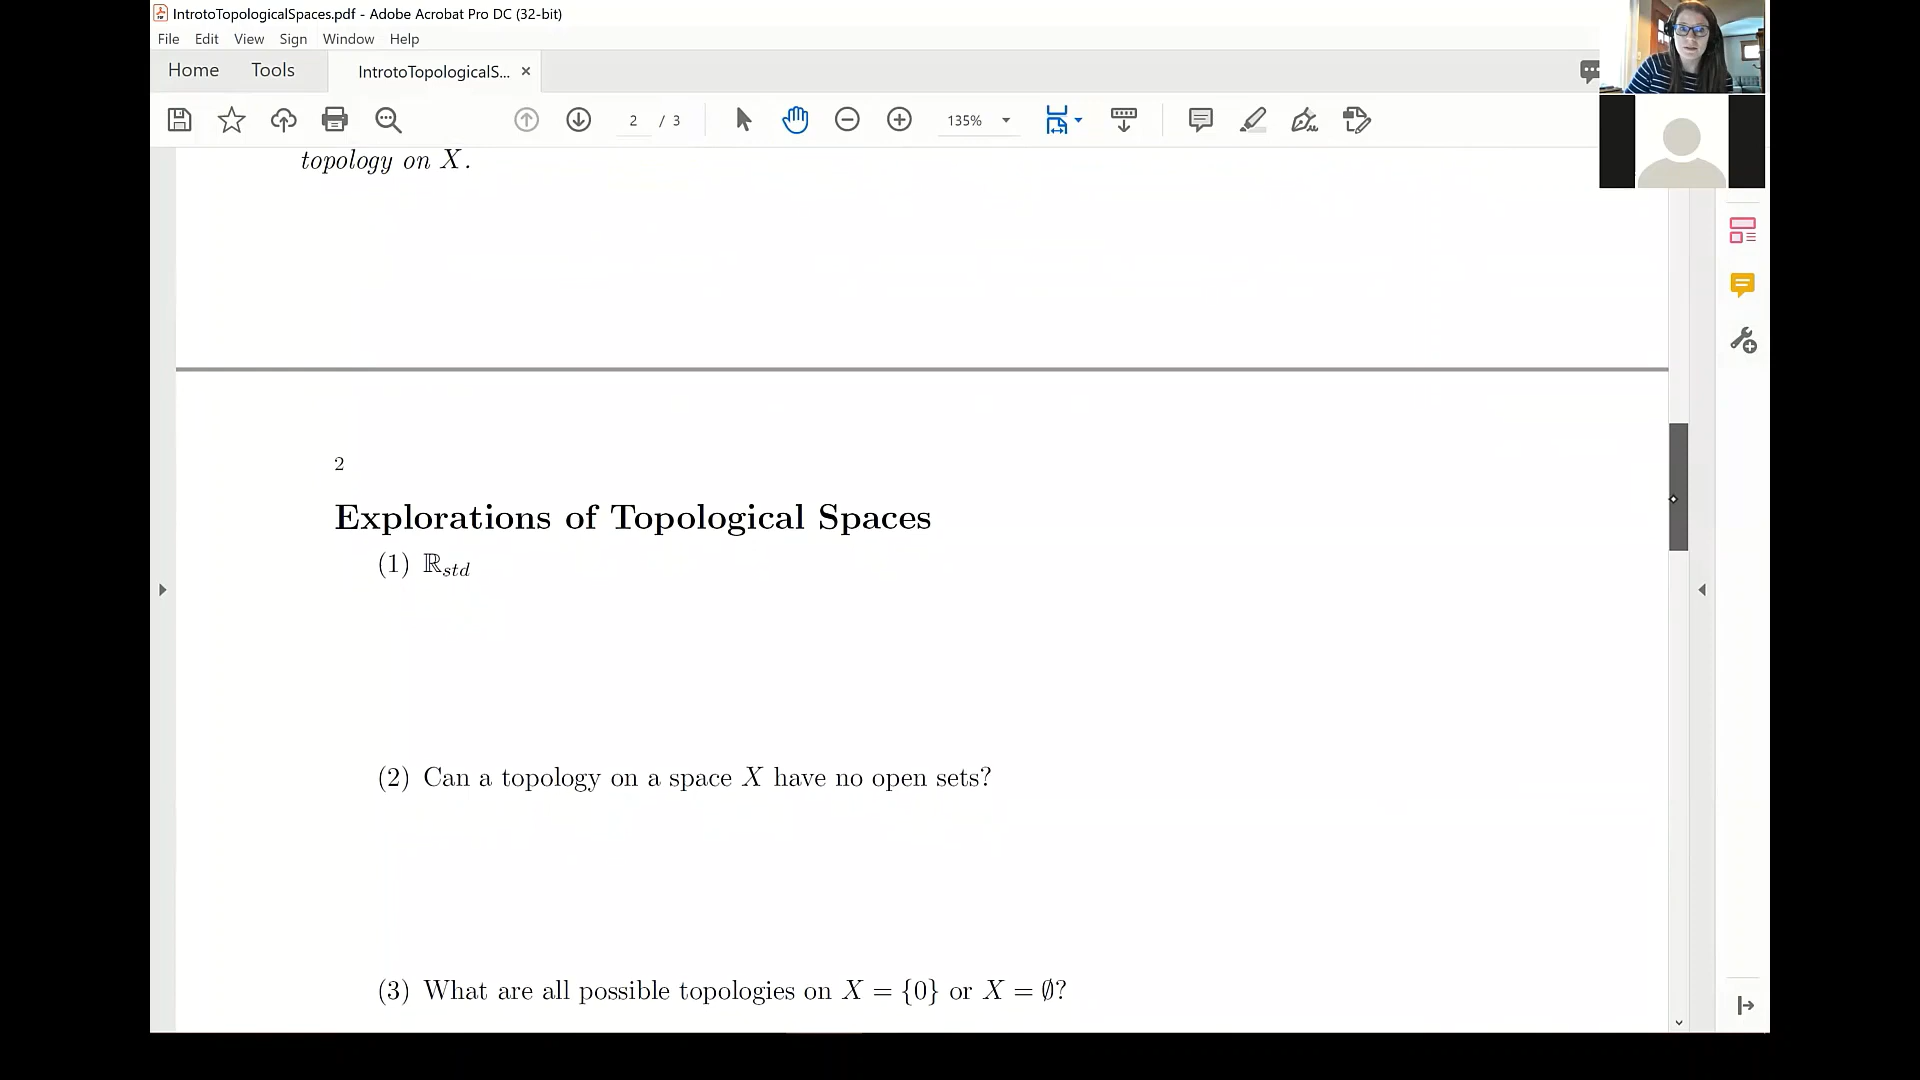 IntrotoTopologicalSpaces.pdf - Adobe Acrobat Pro DC (32-bit)
File Edit View Sign Window Help
Home Tools IntrotoTopologicalS... ×
2 / 3 135%
topology on X.
2
Explorations of Topological Spaces
(1) ℝstd
(2) Can a topology on a space X have no open sets?
(3) What are all possible topologies on X = {0} or X = ∅?